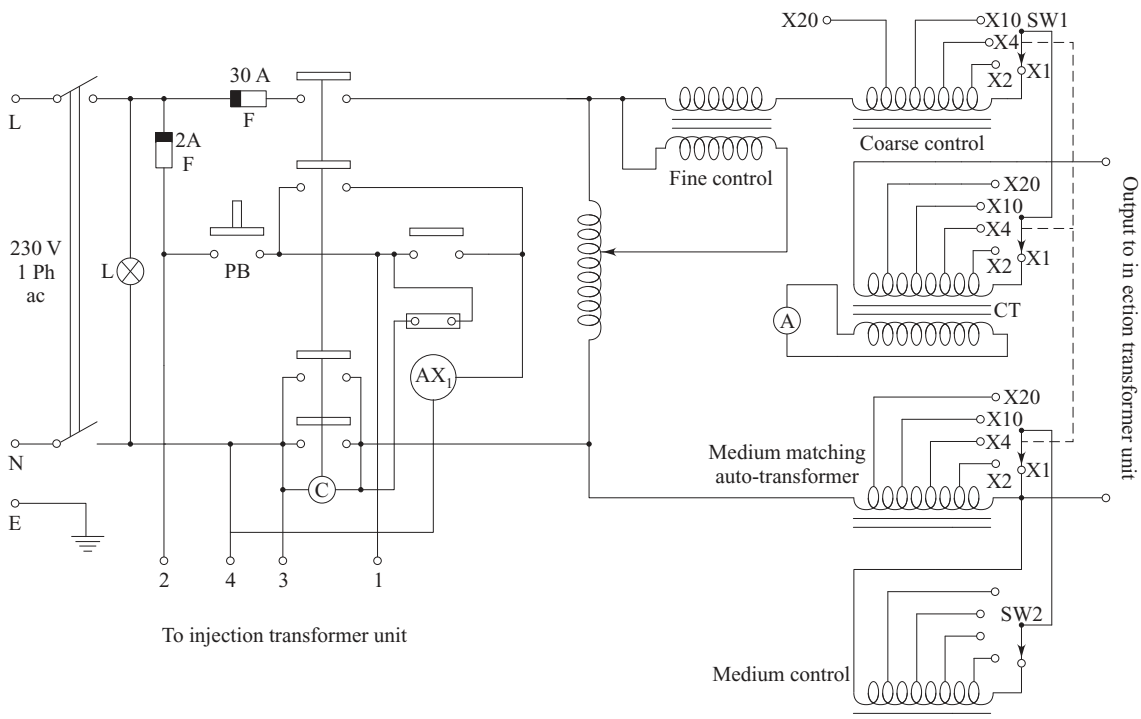 X20
X10 SW1
X4
X2
X1
30 A
F
L
2A
F
Coarse control
Fine control
X20
X10
X4
X2
X1
230 V
1 Ph
ac
L
PB
CT
A
AX1
X20
X10
X4
X2
X1
Medium matching
auto-transformer
N
E
C
2
4
3
1
SW2
To injection transformer unit
Medium control
Output to in ection transformer unit